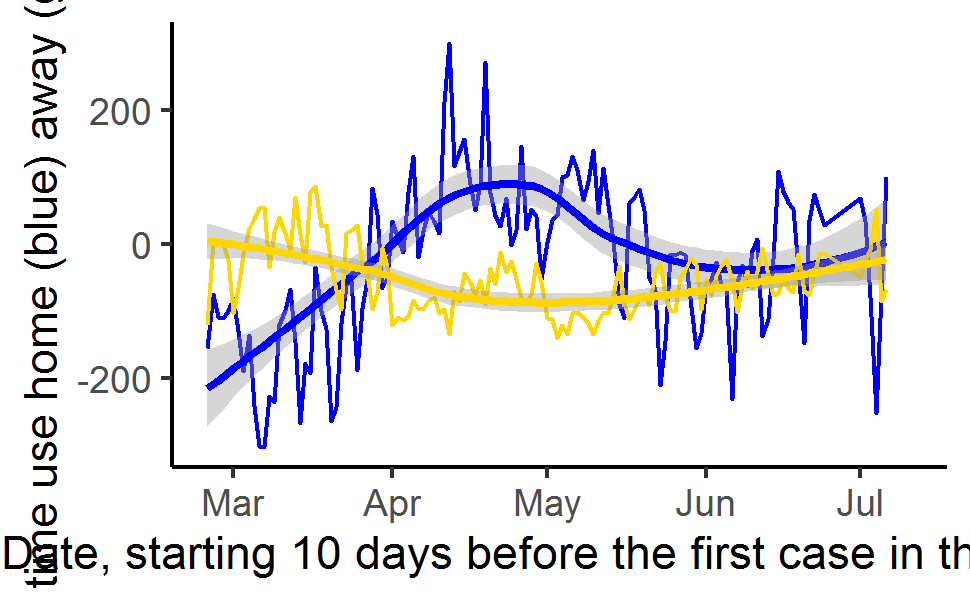 time use home (blue) away (g
200
0
-200
Mar Apr May Jun Jul
Date, starting 10 days before the first case in th